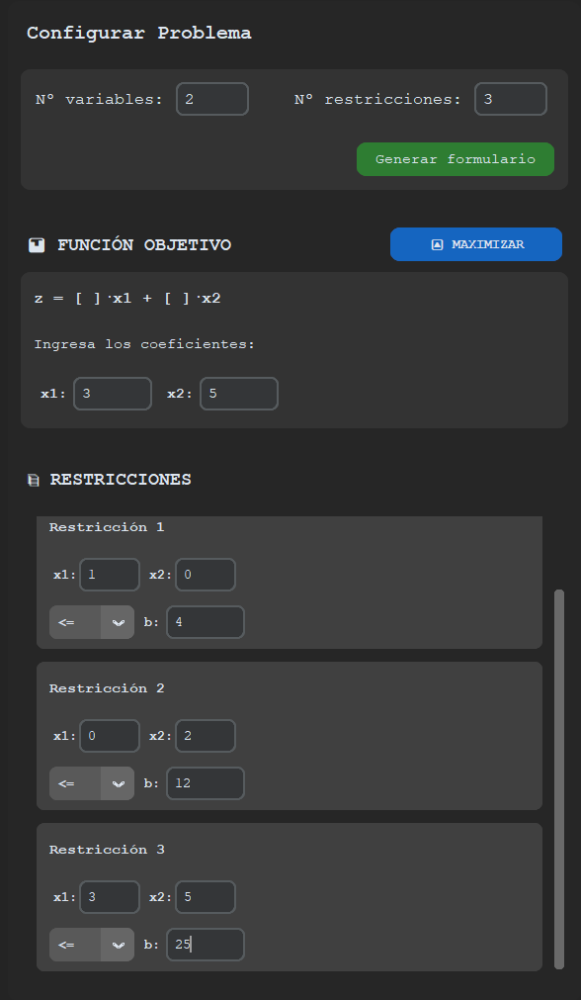 Configurar Problema
Nº variables: 2 Nº restricciones: 3
Generar formulario
FUNCIÓN OBJETIVO MAXIMIZAR
z = [ ]·x1 + [ ]·x2
Ingresa los coeficientes:
x1: 3 x2: 5
RESTRICCIONES
Restricción 1
x1: 1 x2: 0
<= b: 4
Restricción 2
x1: 0 x2: 2
<= b: 12
Restricción 3
x1: 3 x2: 5
<= b: 25